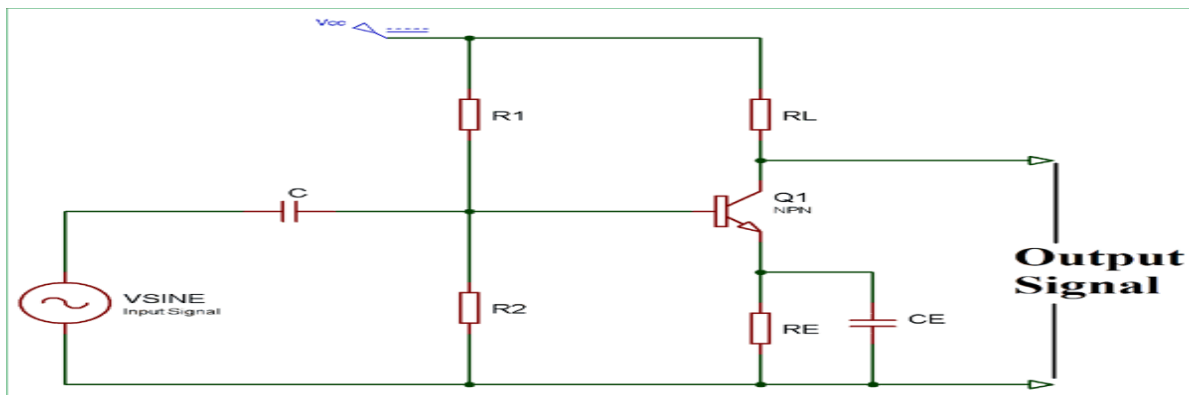 Vcc
R1
RL
C
Q1
NPN
VSINE
Input Signal
R2
RE
CE
Output
Signal